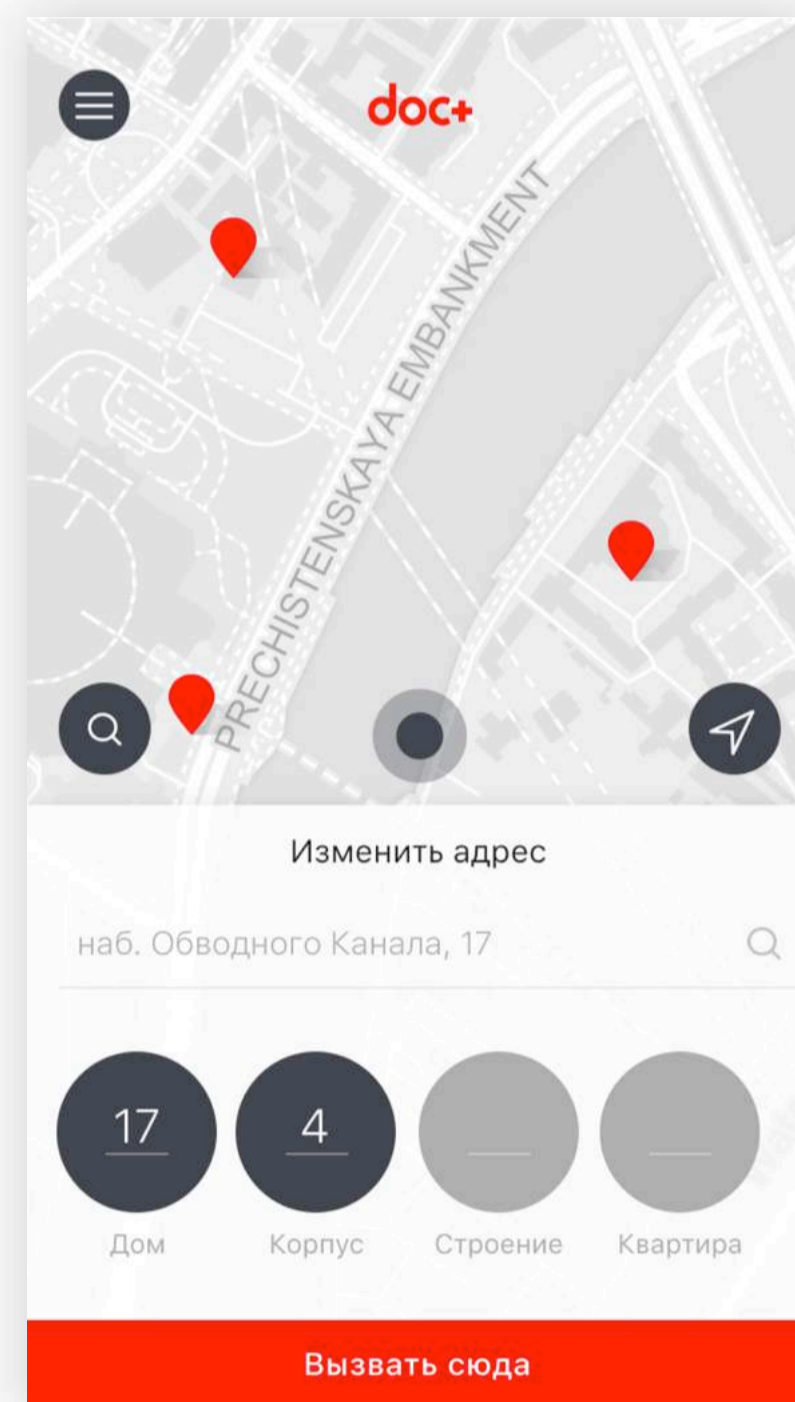 doc+
PRECHISTENSKAYA EMBANKMENT
Изменить адрес
наб. Обводного Канала, 17
17 4
Дом Корпус Строение Квартира
Вызвать сюда